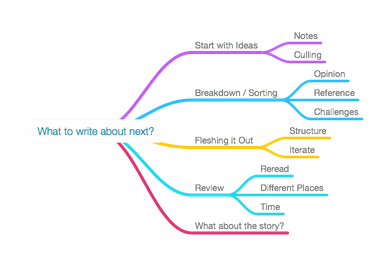 What to write about next?
Start with Ideas
Notes
Culling
Breakdown / Sorting
Opinion
Reference
Challenges
Fleshing it Out
Structure
Iterate
Review
Reread
Different Places
Time
What about the story?